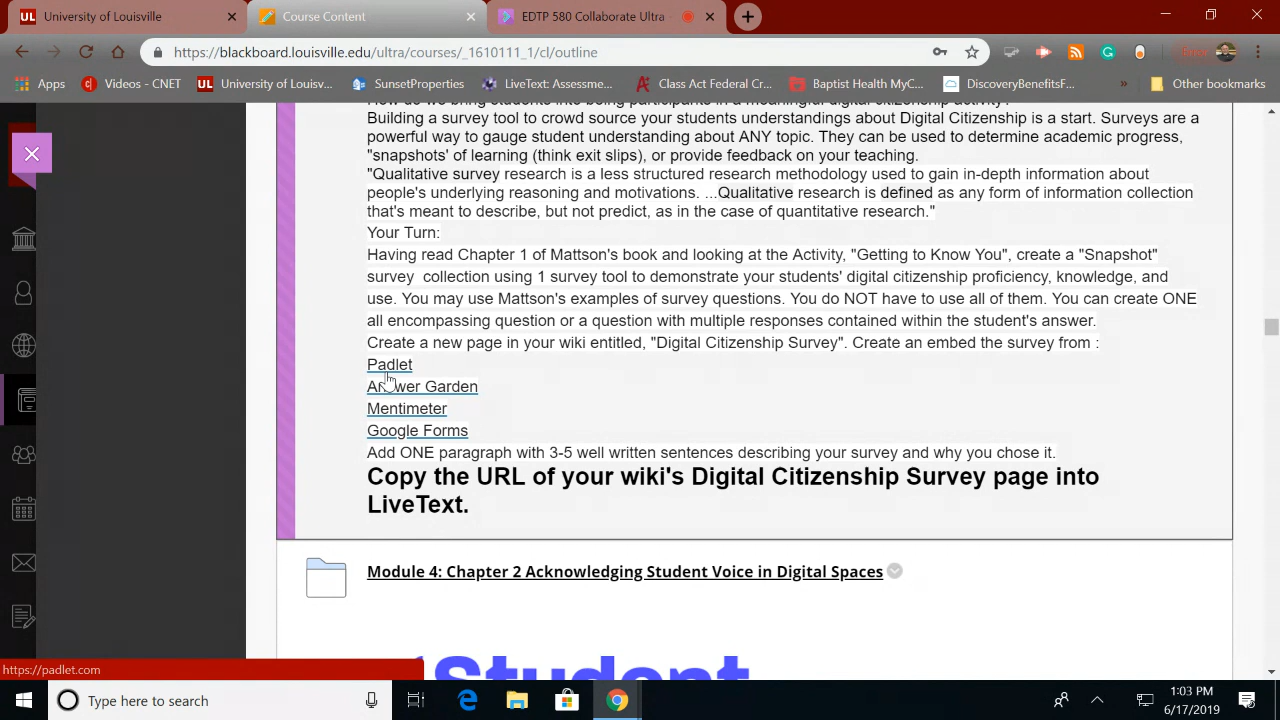 University of Louisville
Course Content
EDTP 580 Collaborate Ultra
https://blackboard.louisville.edu/ultra/courses/_1610111_1/cl/outline
Apps
Videos - CNET
University of Louisv...
SunsetProperties
LiveText: Assessme...
Class Act Federal Cr...
Baptist Health MyC...
DiscoveryBenefitsF...
»
Other bookmarks
How do we bring students into being participants in a meaningful digital citizenship activity?
Building a survey tool to crowd source your students understandings about Digital Citizenship is a start. Surveys are a
powerful way to gauge student understanding about ANY topic. They can be used to determine academic progress,
"snapshots' of learning (think exit slips), or provide feedback on your teaching.
"Qualitative survey research is a less structured research methodology used to gain in-depth information about
people's underlying reasoning and motivations. ...Qualitative research is defined as any form of information collection
that's meant to describe, but not predict, as in the case of quantitative research."
Your Turn:
Having read Chapter 1 of Mattson's book and looking at the Activity, "Getting to Know You", create a "Snapshot"
survey collection using 1 survey tool to demonstrate your students' digital citizenship proficiency, knowledge, and
use. You may use Mattson's examples of survey questions. You do NOT have to use all of them. You can create ONE
all encompassing question or a question with multiple responses contained within the student's answer.
Create a new page in your wiki entitled, "Digital Citizenship Survey". Create an embed the survey from :
Padlet
Answer Garden
Mentimeter
Google Forms
Add ONE paragraph with 3-5 well written sentences describing your survey and why you chose it.
Copy the URL of your wiki's Digital Citizenship Survey page into
LiveText.
Module 4: Chapter 2 Acknowledging Student Voice in Digital Spaces
Student
https://padlet.com
Type here to search
1:03 PM
6/17/2019